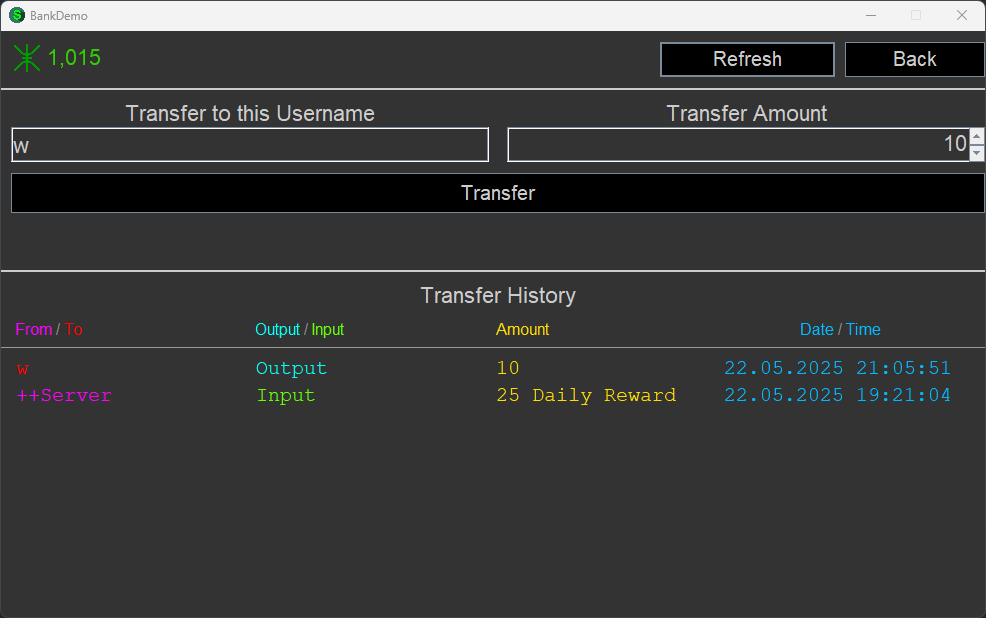 BankDemo
1,015 Refresh Back
Transfer to this Username Transfer Amount
w 10
Transfer
Transfer History
From / To Output / Input Amount Date / Time
w Output 10 22.05.2025 21:05:51
++Server Input 25 Daily Reward 22.05.2025 19:21:04